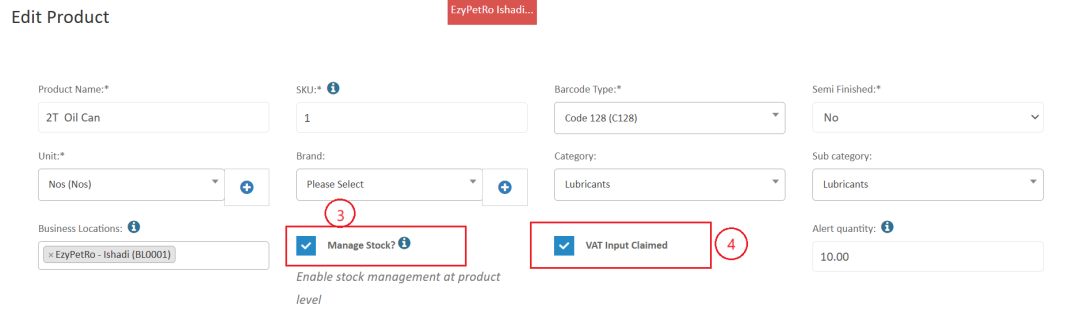 Edit Product
EzyPetRo Ishadi...
Product Name:*
SKU:*
Barcode Type:*
Semi Finished:*
2T Oil Can
1
Code 128 (C128)
No
Unit:*
Brand:
Category:
Sub category:
Nos (Nos)
Please Select
Lubricants
Lubricants
3
Business Locations:
Manage Stock?
VAT Input Claimed
4
Alert quantity:
×EzyPetRo - Ishadi (BL0001)
10.00
Enable stock management at product
level